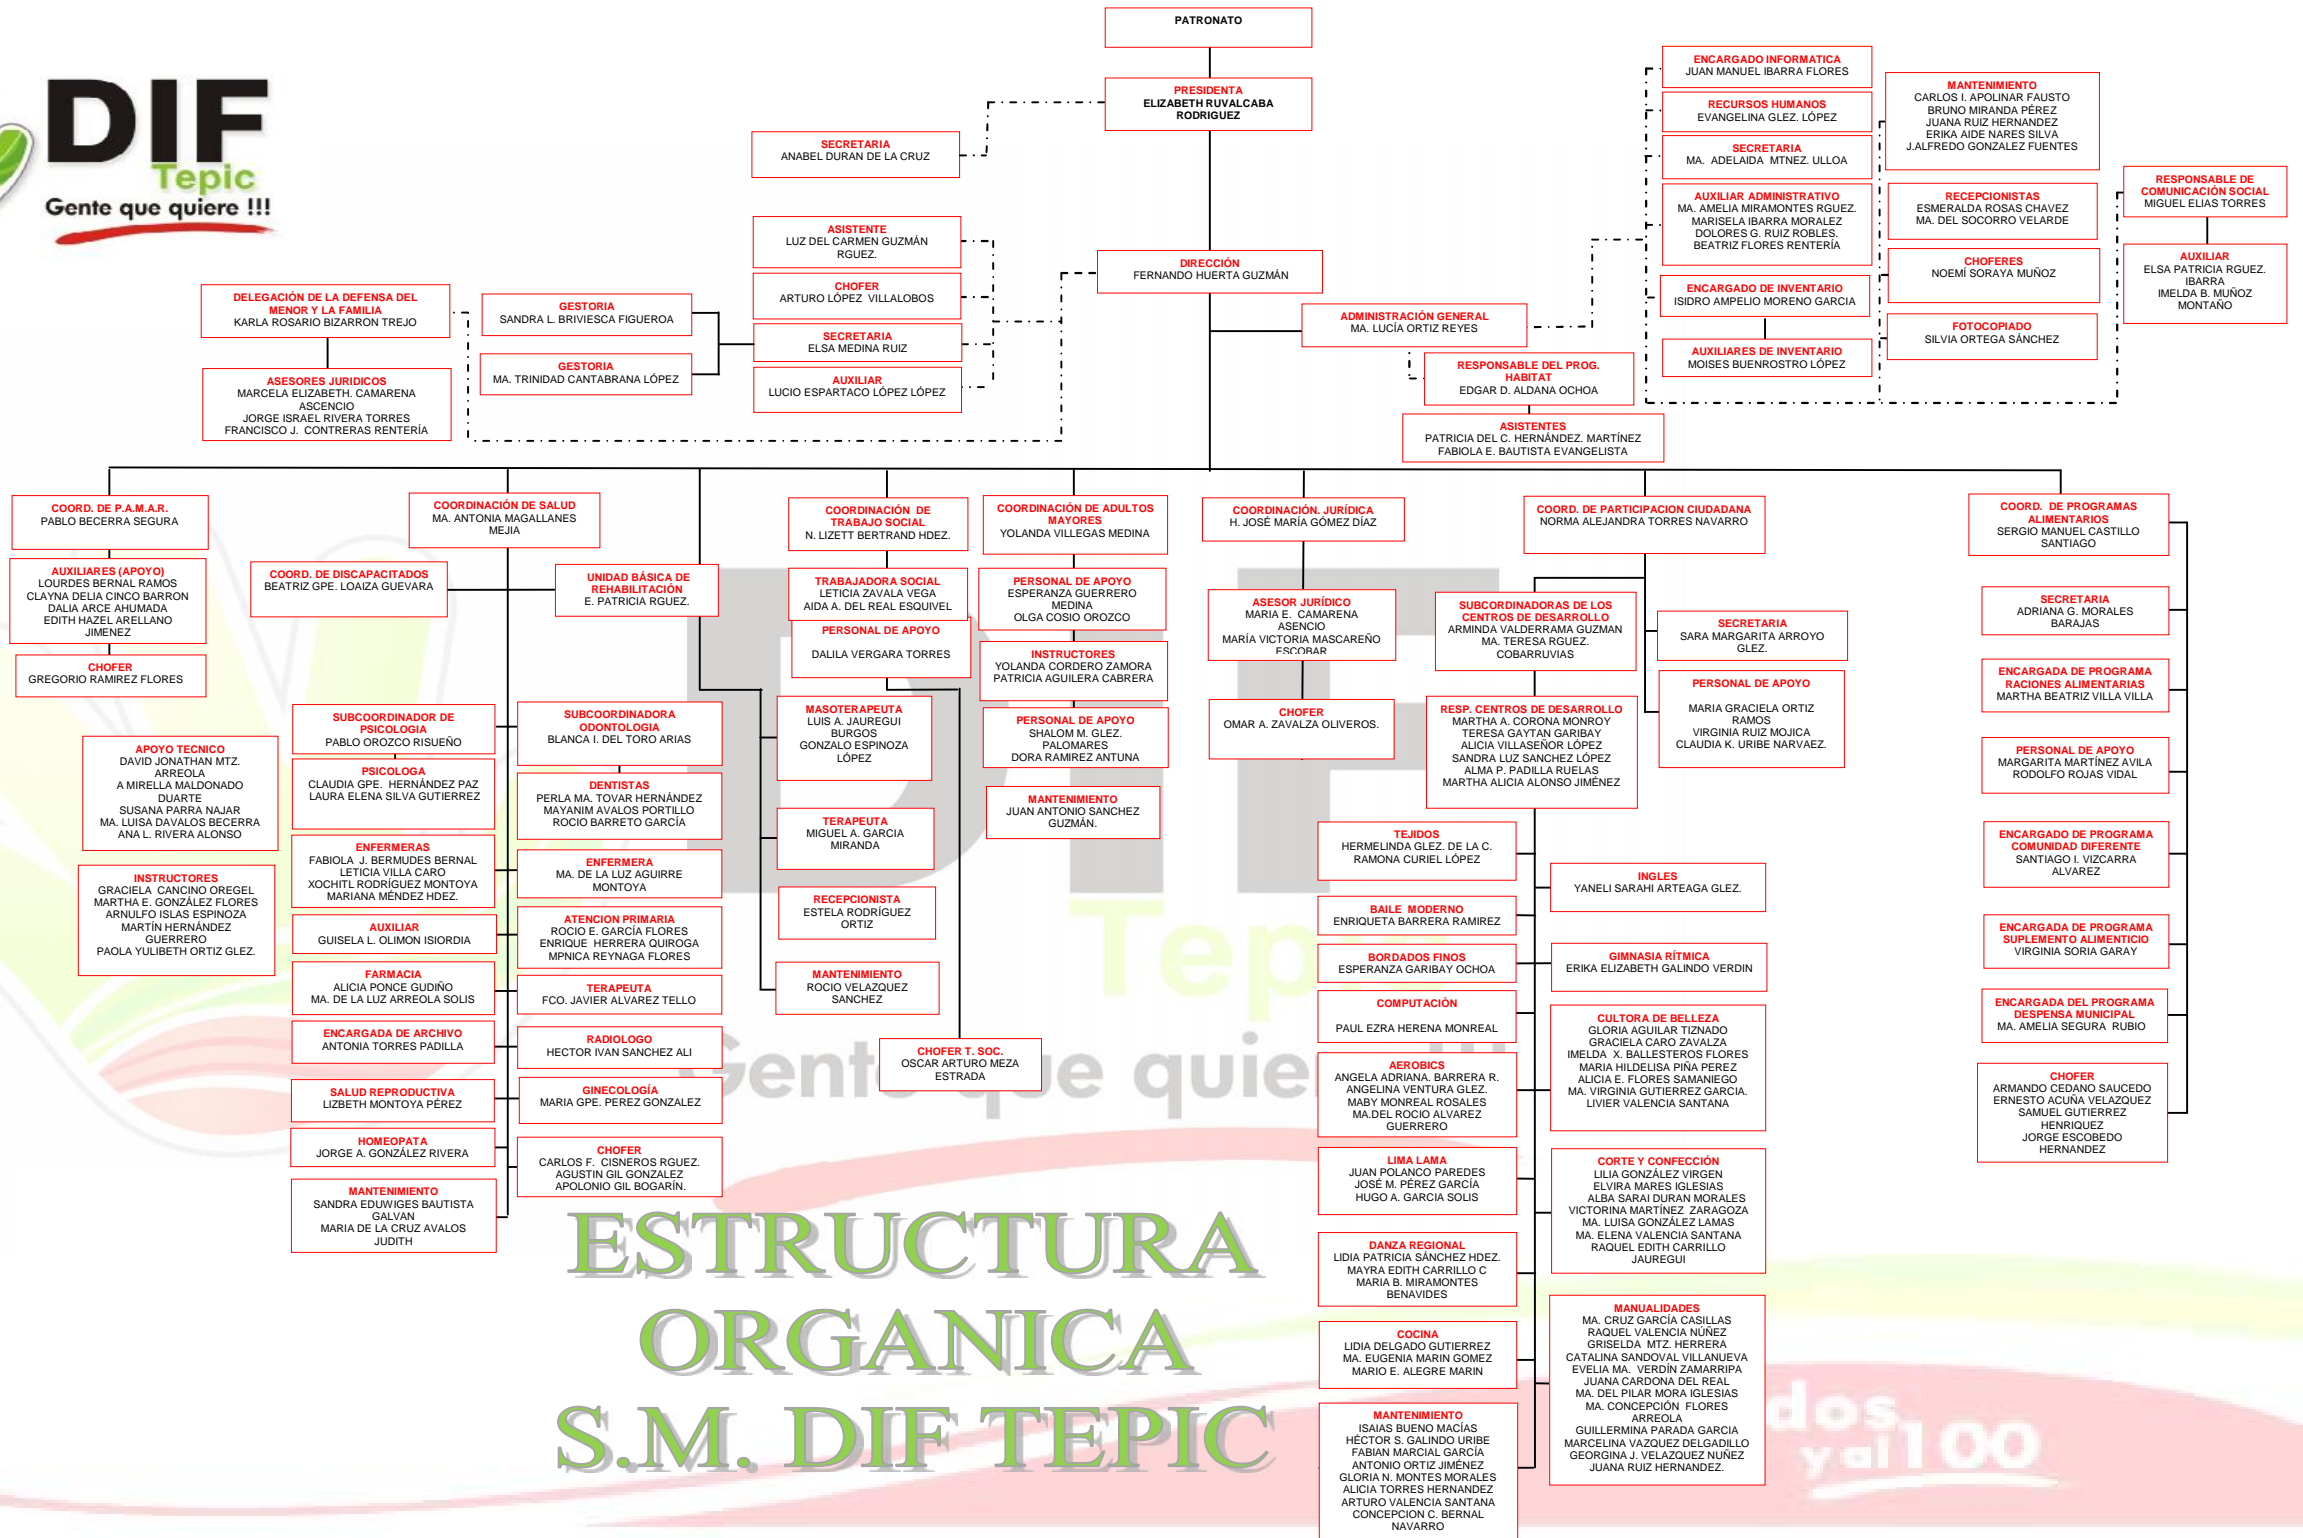 PATRONATO
PRESIDENTA
ELIZABETH RUVALCABA
RODRIGUEZ
DIF
Tepic
Gente que quiere !!!
SECRETARIA
ANABEL DURAN DE LA CRUZ
ASISTENTE
LUZ DEL CARMEN GUZMÁN
RGUEZ.
CHOFER
ARTURO LÓPEZ VILLALOBOS
SECRETARIA
ELSA MEDINA RUIZ
AUXILIAR
LUCIO ESPARTACO LÓPEZ LÓPEZ
GESTORIA
SANDRA L. BRIVIESCA FIGUEROA
GESTORIA
MA. TRINIDAD CANTABRANA LÓPEZ
DELEGACIÓN DE LA DEFENSA DEL
MENOR Y LA FAMILIA
KARLA ROSARIO BIZARRON TREJO
ASESORES JURIDICOS
MARCELA ELIZABETH. CAMARENA
ASCENCIO
JORGE ISRAEL RIVERA TORRES
FRANCISCO J. CONTRERAS RENTERÍA
DIRECCIÓN
FERNANDO HUERTA GUZMÁN
ADMINISTRACIÓN GENERAL
MA. LUCÍA ORTIZ REYES
RESPONSABLE DEL PROG.
HABITAT
EDGAR D. ALDANA OCHOA
ASISTENTES
PATRICIA DEL C. HERNÁNDEZ. MARTÍNEZ
FABIOLA E. BAUTISTA EVANGELISTA
ENCARGADO INFORMATICA
JUAN MANUEL IBARRA FLORES
RECURSOS HUMANOS
EVANGELINA GLEZ. LÓPEZ
SECRETARIA
MA. ADELAIDA MTNEZ. ULLOA
AUXILIAR ADMINISTRATIVO
MA. AMELIA MIRAMONTES RGUEZ.
MARISELA IBARRA MORALEZ
DOLORES G. RUIZ ROBLES.
BEATRIZ FLORES RENTERÍA
ENCARGADO DE INVENTARIO
ISIDRO AMPELIO MORENO GARCIA
AUXILIARES DE INVENTARIO
MOISES BUENROSTRO LÓPEZ
MANTENIMIENTO
CARLOS I. APOLINAR FAUSTO
BRUNO MIRANDA PÉREZ
JUANA RUIZ HERNANDEZ
ERIKA AIDE NARES SILVA
J.ALFREDO GONZALEZ FUENTES
RECEPCIONISTAS
ESMERALDA ROSAS CHAVEZ
MA. DEL SOCORRO VELARDE
CHOFERES
NOEMÍ SORAYA MUÑOZ
FOTOCOPIADO
SILVIA ORTEGA SÁNCHEZ
RESPONSABLE DE
COMUNICACIÓN SOCIAL
MIGUEL ELIAS TORRES
AUXILIAR
ELSA PATRICIA RGUEZ.
IBARRA
IMELDA B. MUÑOZ
MONTAÑO
COORD. DE P.A.M.A.R.
PABLO BECERRA SEGURA
AUXILIARES (APOYO)
LOURDES BERNAL RAMOS
CLAYNA DELIA CINCO BARRON
DALIA ARCE AHUMADA
EDITH HAZEL ARELLANO
JIMENEZ
CHOFER
GREGORIO RAMIREZ FLORES
APOYO TECNICO
DAVID JONATHAN MTZ.
ARREOLA
A MIRELLA MALDONADO
DUARTE
SUSANA PARRA NAJAR
MA. LUISA DAVALOS BECERRA
ANA L. RIVERA ALONSO
INSTRUCTORES
GRACIELA CANCINO OREGEL
MARTHA E. GONZÁLEZ FLORES
ARNULFO ISLAS ESPINOZA
MARTÍN HERNÁNDEZ
GUERRERO
PAOLA YULIBETH ORTIZ GLEZ.
COORDINACIÓN DE SALUD
MA. ANTONIA MAGALLANES
MEJIA
COORD. DE DISCAPACITADOS
BEATRIZ GPE. LOAIZA GUEVARA
UNIDAD BÁSICA DE
REHABILITACIÓN
E. PATRICIA RGUEZ.
SUBCOORDINADOR DE
PSICOLOGIA
PABLO OROZCO RISUEÑO
PSICOLOGA
CLAUDIA GPE. HERNÁNDEZ PAZ
LAURA ELENA SILVA GUTIERREZ
ENFERMERAS
FABIOLA J. BERMUDES BERNAL
LETICIA VILLA CARO
XOCHITL RODRÍGUEZ MONTOYA
MARIANA MÉNDEZ HDEZ.
AUXILIAR
GUISELA L. OLIMON ISIORDIA
FARMACIA
ALICIA PONCE GUDIÑO
MA. DE LA LUZ ARREOLA SOLIS
ENCARGADA DE ARCHIVO
ANTONIA TORRES PADILLA
SALUD REPRODUCTIVA
LIZBETH MONTOYA PÉREZ
HOMEOPATA
JORGE A. GONZÁLEZ RIVERA
MANTENIMIENTO
SANDRA EDUWIGES BAUTISTA
GALVAN
MARIA DE LA CRUZ AVALOS
JUDITH
SUBCOORDINADORA
ODONTOLOGIA
BLANCA I. DEL TORO ARIAS
DENTISTAS
PERLA MA. TOVAR HERNÁNDEZ
MAYANIM AVALOS PORTILLO
ROCIO BARRETO GARCÍA
ENFERMERA
MA. DE LA LUZ AGUIRRE
MONTOYA
ATENCION PRIMARIA
ROCIO E. GARCÍA FLORES
ENRIQUE HERRERA QUIROGA
MPNICA REYNAGA FLORES
TERAPEUTA
FCO. JAVIER ALVAREZ TELLO
RADIOLOGO
HECTOR IVAN SANCHEZ ALI
GINECOLOGÍA
MARIA GPE. PEREZ GONZALEZ
CHOFER
CARLOS F. CISNEROS RGUEZ.
AGUSTIN GIL GONZALEZ
APOLONIO GIL BOGARÍN.
COORDINACIÓN DE
TRABAJO SOCIAL
N. LIZETT BERTRAND HDEZ.
TRABAJADORA SOCIAL
LETICIA ZAVALA VEGA
AIDA A. DEL REAL ESQUIVEL
PERSONAL DE APOYO
DALILA VERGARA TORRES
MASOTERAPEUTA
LUIS A. JAUREGUI
BURGOS
GONZALO ESPINOZA
LÓPEZ
TERAPEUTA
MIGUEL A. GARCIA
MIRANDA
RECEPCIONISTA
ESTELA RODRÍGUEZ
ORTIZ
MANTENIMIENTO
ROCIO VELAZQUEZ
SANCHEZ
CHOFER T. SOC.
OSCAR ARTURO MEZA
ESTRADA
COORDINACIÓN DE ADULTOS
MAYORES
YOLANDA VILLEGAS MEDINA
PERSONAL DE APOYO
ESPERANZA GUERRERO
MEDINA
OLGA COSIO OROZCO
INSTRUCTORES
YOLANDA CORDERO ZAMORA
PATRICIA AGUILERA CABRERA
PERSONAL DE APOYO
SHALOM M. GLEZ.
PALOMARES
DORA RAMIREZ ANTUNA
MANTENIMIENTO
JUAN ANTONIO SANCHEZ
GUZMÁN.
COORDINACIÓN. JURÍDICA
H. JOSÉ MARÍA GÓMEZ DÍAZ
ASESOR JURÍDICO
MARIA E. CAMARENA
ASENCIO
MARÍA VICTORIA MASCAREÑO
ESCOBAR
CHOFER
OMAR A. ZAVALZA OLIVEROS.
COORD. DE PARTICIPACION CIUDADANA
NORMA ALEJANDRA TORRES NAVARRO
SUBCORDINADORAS DE LOS
CENTROS DE DESARROLLO
ARMINDA VALDERRAMA GUZMAN
MA. TERESA RGUEZ.
COBARRUVIAS
SECRETARIA
SARA MARGARITA ARROYO
GLEZ.
PERSONAL DE APOYO
MARIA GRACIELA ORTIZ
RAMOS
VIRGINIA RUIZ MOJICA
CLAUDIA K. URIBE NARVAEZ.
RESP. CENTROS DE DESARROLLO
MARTHA A. CORONA MONROY
TERESA GAYTAN GARIBAY
ALICIA VILLASEÑOR LÓPEZ
SANDRA LUZ SANCHEZ LÓPEZ
ALMA P. PADILLA RUELAS
MARTHA ALICIA ALONSO JIMÉNEZ
TEJIDOS
HERMELINDA GLEZ. DE LA C.
RAMONA CURIEL LÓPEZ
BAILE MODERNO
ENRIQUETA BARRERA RAMIREZ
BORDADOS FINOS
ESPERANZA GARIBAY OCHOA
COMPUTACIÓN
PAUL EZRA HERENA MONREAL
AEROBICS
ANGELA ADRIANA. BARRERA R.
ANGELINA VENTURA GLEZ.
MABY MONREAL ROSALES
MA.DEL ROCIO ALVAREZ
GUERRERO
LIMA LAMA
JUAN POLANCO PAREDES
JOSÉ M. PÉREZ GARCÍA
HUGO A. GARCIA SOLIS
DANZA REGIONAL
LIDIA PATRICIA SÁNCHEZ HDEZ.
MAYRA EDITH CARRILLO C
MARIA B. MIRAMONTES
BENAVIDES
COCINA
LIDIA DELGADO GUTIERREZ
MA. EUGENIA MARIN GOMEZ
MARIO E. ALEGRE MARIN
MANTENIMIENTO
ISAIAS BUENO MACÍAS
HÉCTOR S. GALINDO URIBE
FABIAN MARCIAL GARCÍA
ANTONIO ORTIZ JIMÉNEZ
GLORIA N. MONTES MORALES
ALICIA TORRES HERNANDEZ
ARTURO VALENCIA SANTANA
CONCEPCION C. BERNAL
NAVARRO
INGLES
YANELI SARAHI ARTEAGA GLEZ.
GIMNASIA RÍTMICA
ERIKA ELIZABETH GALINDO VERDIN
CULTORA DE BELLEZA
GLORIA AGUILAR TIZNADO
GRACIELA CARO ZAVALZA
IMELDA X. BALLESTEROS FLORES
MARIA HILDELISA PIÑA PEREZ
ALICIA E. FLORES SAMANIEGO
MA. VIRGINIA GUTIERREZ GARCIA.
LIVIER VALENCIA SANTANA
CORTE Y CONFECCIÓN
LILIA GONZÁLEZ VIRGEN
ELVIRA MARES IGLESIAS
ALBA SARAI DURAN MORALES
VICTORINA MARTÍNEZ ZARAGOZA
MA. LUISA GONZÁLEZ LAMAS
MA. ELENA VALENCIA SANTANA
RAQUEL EDITH CARRILLO
JAUREGUI
MANUALIDADES
MA. CRUZ GARCÍA CASILLAS
RAQUEL VALENCIA NÚÑEZ
GRISELDA MTZ. HERRERA
CATALINA SANDOVAL VILLANUEVA
EVELIA MA. VERDÍN ZAMARRIPA
JUANA CARDONA DEL REAL
MA. DEL PILAR MORA IGLESIAS
MA. CONCEPCIÓN FLORES
ARREOLA
GUILLERMINA PARADA GARCIA
MARCELINA VAZQUEZ DELGADILLO
GEORGINA J. VELAZQUEZ NUÑEZ
JUANA RUIZ HERNANDEZ.
COORD. DE PROGRAMAS
ALIMENTARIOS
SERGIO MANUEL CASTILLO
SANTIAGO
SECRETARIA
ADRIANA G. MORALES
BARAJAS
ENCARGADA DE PROGRAMA
RACIONES ALIMENTARIAS
MARTHA BEATRIZ VILLA VILLA
PERSONAL DE APOYO
MARGARITA MARTÍNEZ AVILA
RODOLFO ROJAS VIDAL
ENCARGADO DE PROGRAMA
COMUNIDAD DIFERENTE
SANTIAGO I. VIZCARRA
ALVAREZ
ENCARGADA DE PROGRAMA
SUPLEMENTO ALIMENTICIO
VIRGINIA SORIA GARAY
ENCARGADA DEL PROGRAMA
DESPENSA MUNICIPAL
MA. AMELIA SEGURA RUBIO
CHOFER
ARMANDO CEDANO SAUCEDO
ERNESTO ACUÑA VELAZQUEZ
SAMUEL GUTIERREZ
HENRIQUEZ
JORGE ESCOBEDO
HERNANDEZ
DIF
Tepic
Gente que quie
ESTRUCTURA
ORGANICA
S.M. DIF TEPIC
dos
y al 100